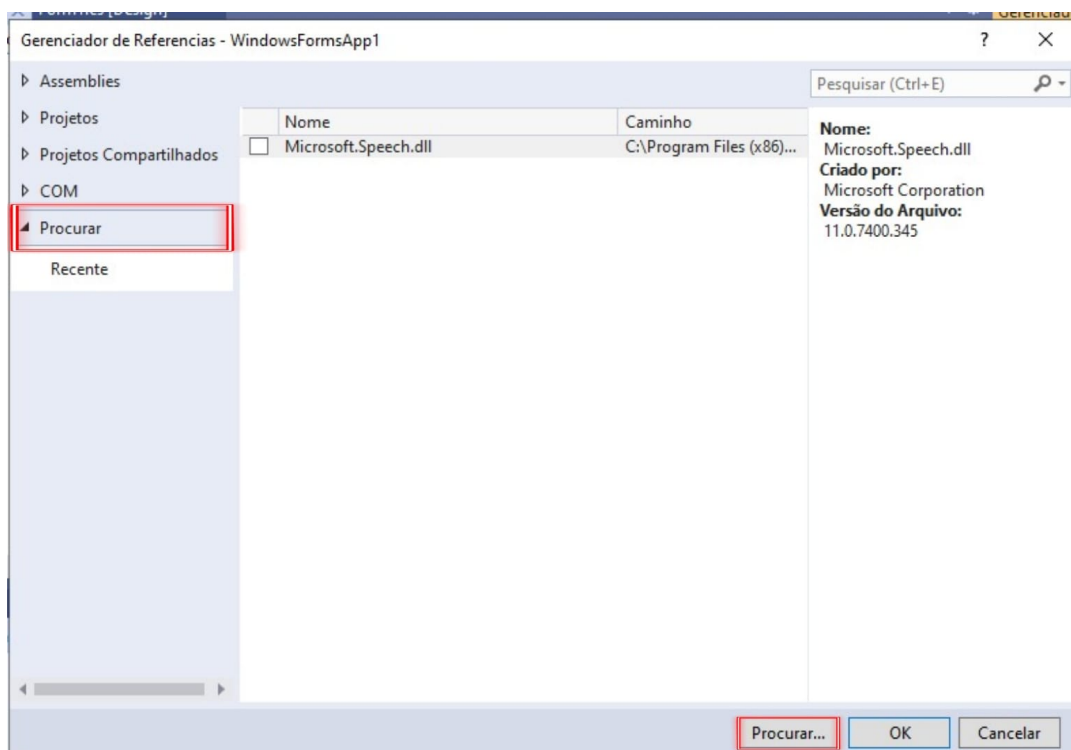 Gerenciador de Referencias - WindowsFormsApp1
?
Assemblies
Pesquisar (Ctrl+E)
Projetos
Projetos Compartilhados
COM
Procurar
Recente
Nome
Caminho
Microsoft.Speech.dll
C:\Program Files (x86)...
Nome:
Microsoft.Speech.dll
Criado por:
Microsoft Corporation
Versão do Arquivo:
11.0.7400.345
Procurar...
OK
Cancelar